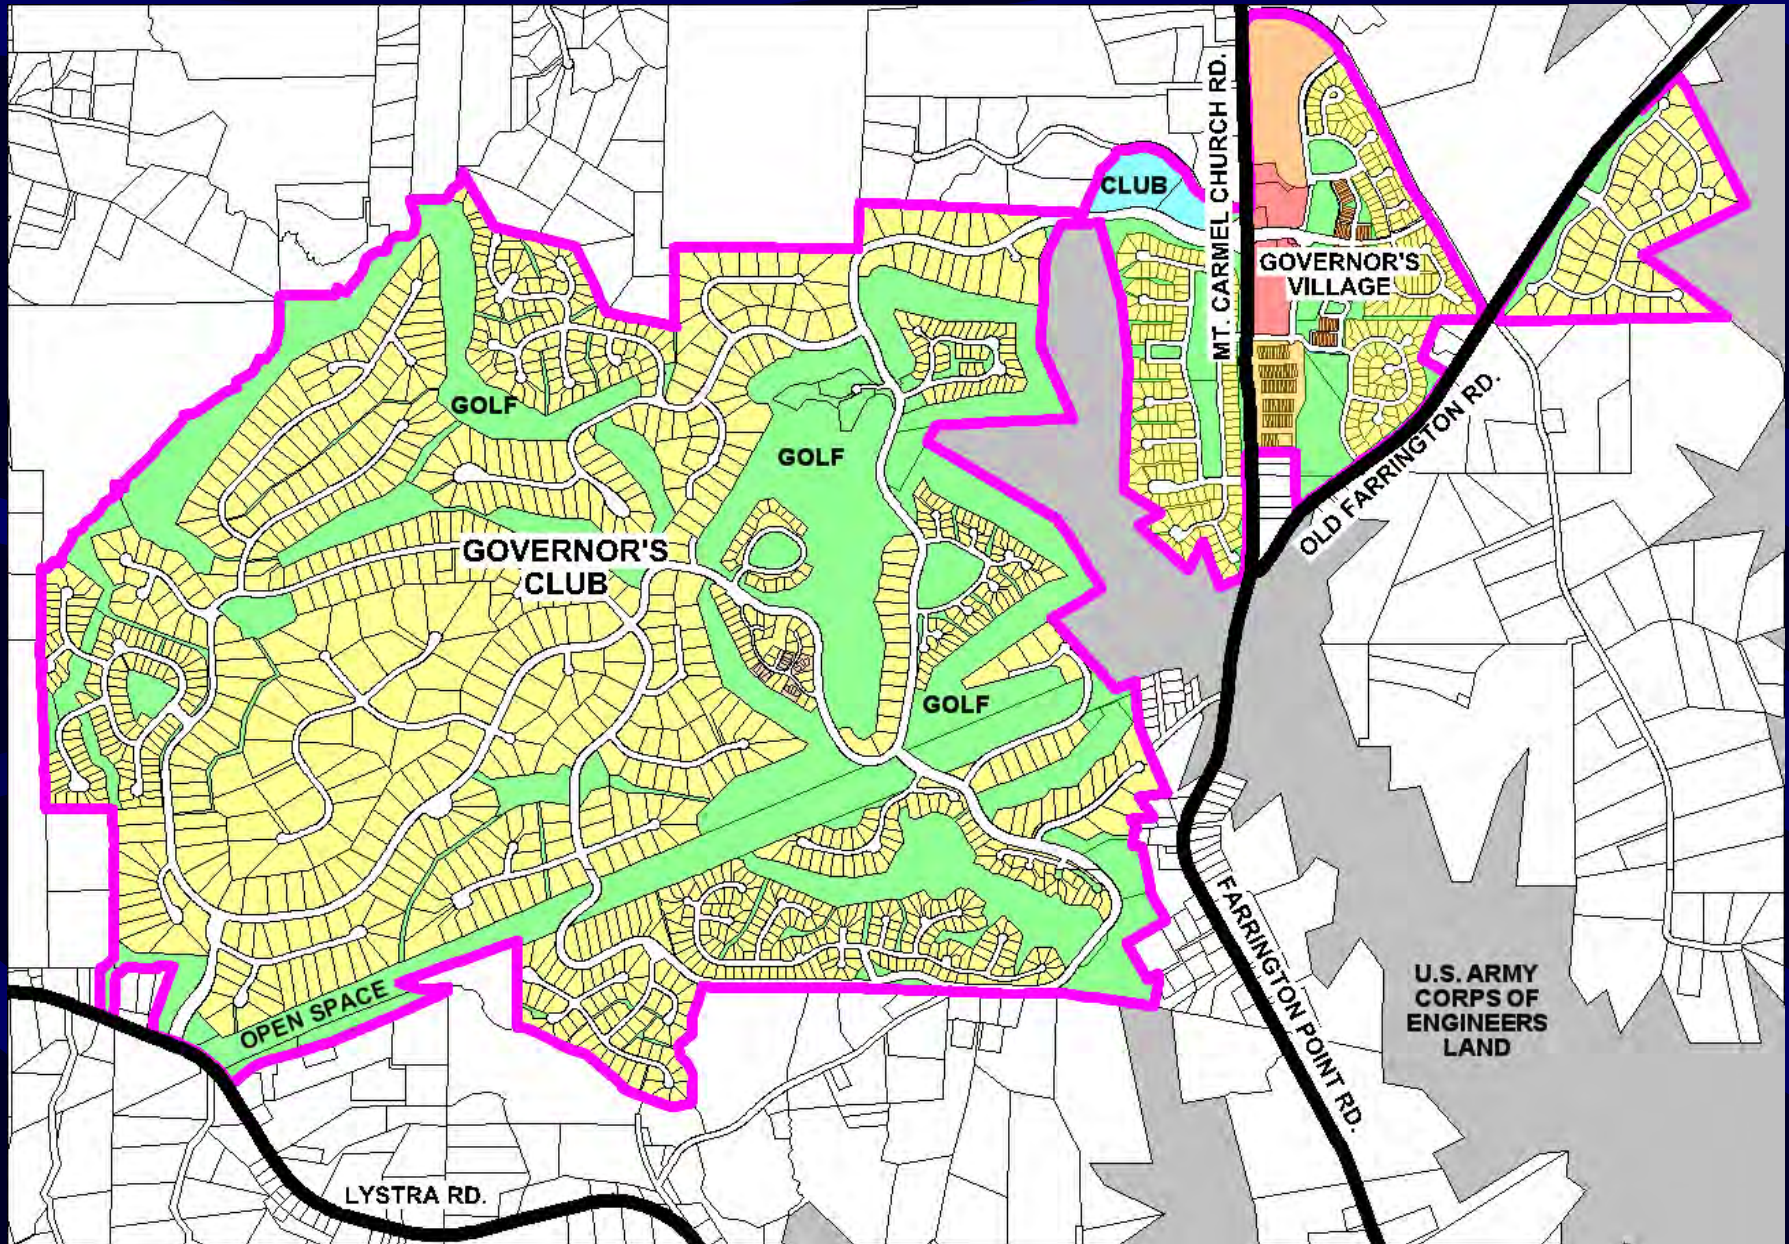 CLUB
MT. CARMEL CHURCH RD.
GOVERNOR'S
VILLAGE
GOLF
GOLF
OLD FARRINGTON RD.
GOVERNOR'S
CLUB
GOLF
FARRINGTON POINT RD.
U.S. ARMY
CORPS OF
ENGINEERS
LAND
OPEN SPACE
LYSTRA RD.